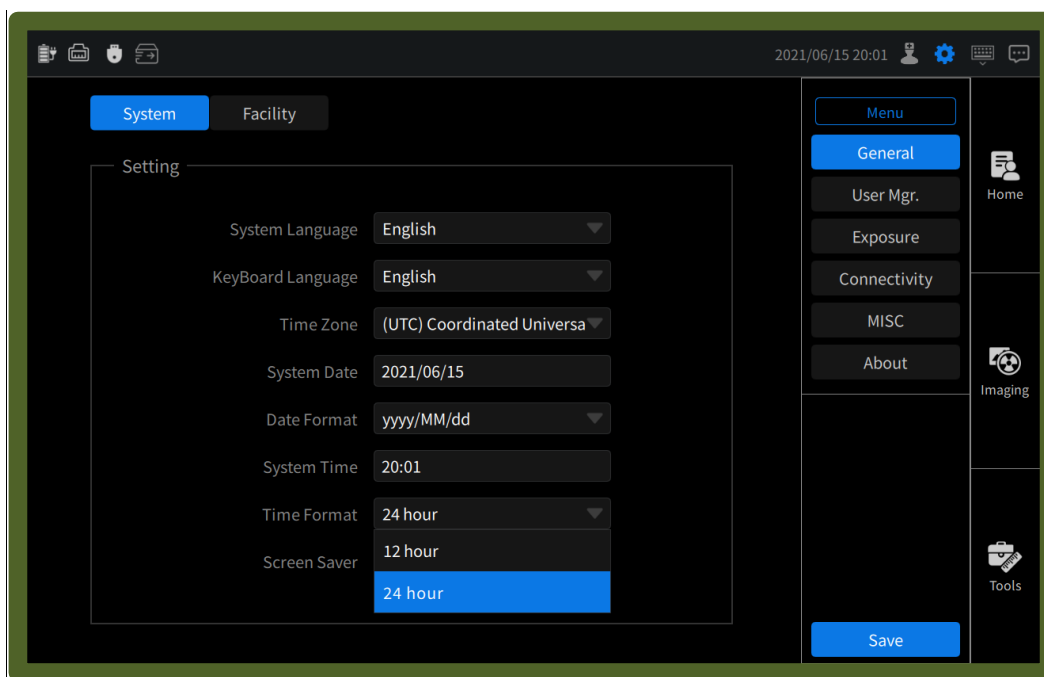 2021/06/15 20:01
System
Facility
Setting
System Language
English
KeyBoard Language
English
Time Zone
(UTC) Coordinated Universa
System Date
2021/06/15
Date Format
yyyy/MM/dd
System Time
20:01
Time Format
24 hour
12 hour
24 hour
Screen Saver
Menu
General
User Mgr.
Exposure
Connectivity
MISC
About
Save
Home
Imaging
Tools